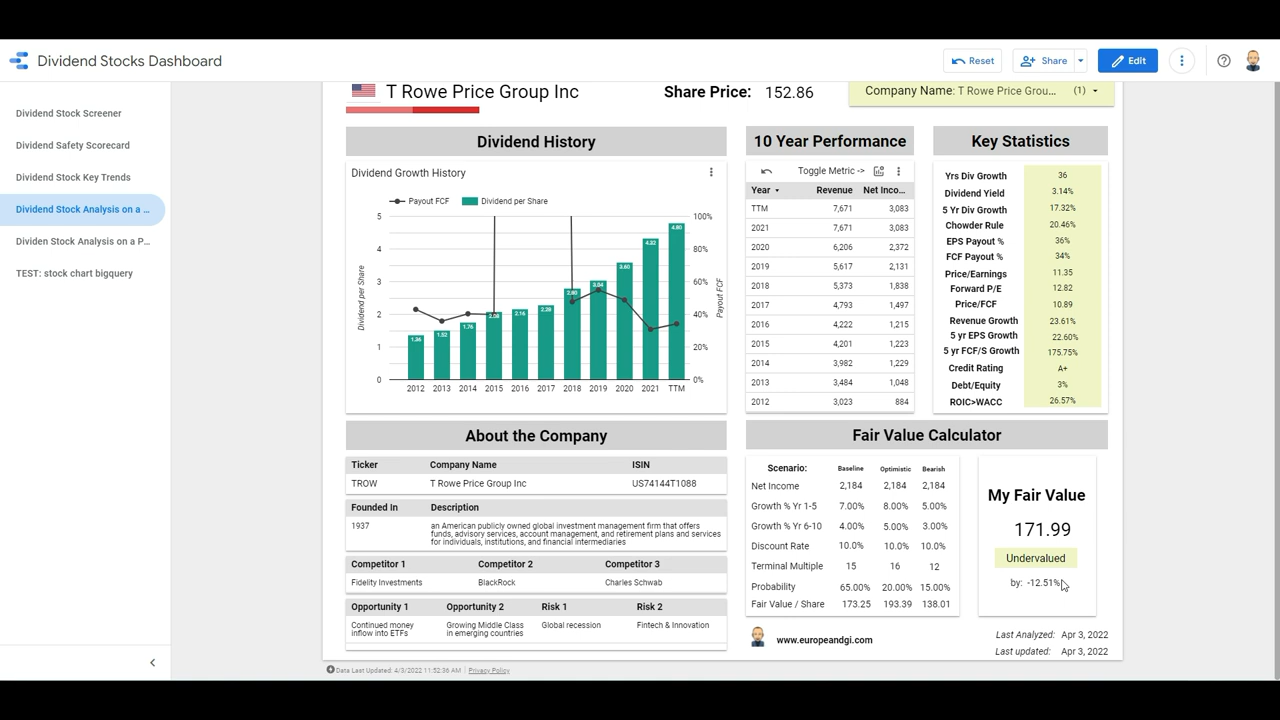 Dividend Stocks Dashboard
Reset
Share
Edit
Dividend Stock Screener
Dividend Safety Scorecard
Dividend Stock Key Trends
Dividend Stock Analysis on a ...
Dividen Stock Analysis on a P...
TEST: stock chart bigquery
T Rowe Price Group Inc
Share Price: 152.86
Company Name: T Rowe Price Grou... (1)
Dividend History
Dividend Growth History
Payout FCF Dividend per Share
Dividend per Share
5
4
3
2
1
0
1.36
1.52
1.76
2.08
2.16
2.28
2.80
3.04
3.60
4.32
4.80
100%
80%
60%
40%
20%
0%
Payout FCF
2012 2013 2014 2015 2016 2017 2018 2019 2020 2021 TTM
10 Year Performance
Toggle Metric ->
Year Revenue Net Inco...
TTM 7,671 3,083
2021 7,671 3,083
2020 6,206 2,372
2019 5,617 2,131
2018 5,373 1,838
2017 4,793 1,497
2016 4,222 1,215
2015 4,201 1,223
2014 3,982 1,229
2013 3,484 1,048
2012 3,023 884
Key Statistics
Yrs Div Growth 36
Dividend Yield 3.14%
5 Yr Div Growth 17.32%
Chowder Rule 20.46%
EPS Payout % 36%
FCF Payout % 34%
Price/Earnings 11.35
Forward P/E 12.82
Price/FCF 10.89
Revenue Growth 23.61%
5 yr EPS Growth 22.60%
5 yr FCF/S Growth 175.75%
Credit Rating A+
Debt/Equity 3%
ROIC>WACC 26.57%
About the Company
Ticker Company Name ISIN
TROW T Rowe Price Group Inc US74144T1088
Founded In Description
1937 an American publicly owned global investment management firm that offers
funds, advisory services, account management, and retirement plans and services
for individuals, institutions, and financial intermediaries
Competitor 1 Competitor 2 Competitor 3
Fidelity Investments BlackRock Charles Schwab
Opportunity 1 Opportunity 2 Risk 1 Risk 2
Continued money Growing Middle Class Global recession Fintech & Innovation
inflow into ETFs in emerging countries
Fair Value Calculator
Scenario: Baseline Optimistic Bearish
Net Income 2,184 2,184 2,184
Growth % Yr 1-5 7.00% 8.00% 5.00%
Growth % Yr 6-10 4.00% 5.00% 3.00%
Discount Rate 10.0% 10.0% 10.0%
Terminal Multiple 15 16 12
Probability 65.00% 20.00% 15.00%
Fair Value / Share 173.25 193.39 138.01
My Fair Value
171.99
Undervalued
by: -12.51%
www.europeandgi.com
Last Analyzed: Apr 3, 2022
Last updated: Apr 3, 2022
Data Last Updated: 4/3/2022 11:52:36 AM
Privacy Policy